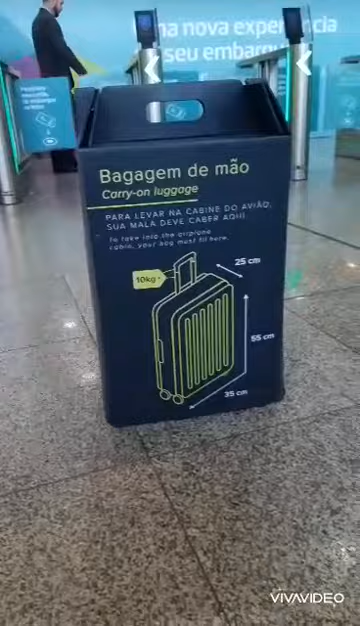 Uma nova experiência
seu embarqu
Bagagem de mão
Carry-on luggage
PARA LEVAR NA CABINE DO AVIÃO,
SUA MALA DEVE CABER AQUI.
To take into the airplane
cabin, your bag must fit here.
25 cm
10kg*
55 cm
35 cm
VIVAVIDEO